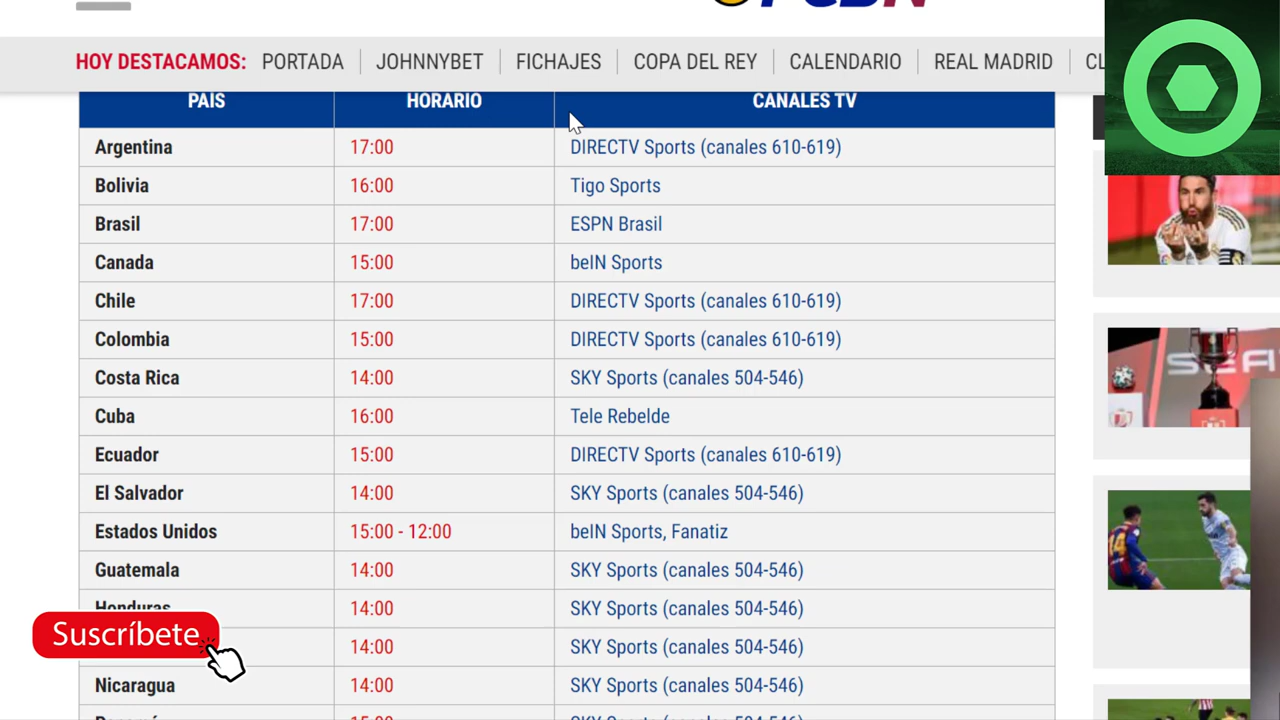 HOY DESTACAMOS: PORTADA JOHNNYBET FICHAJES COPA DEL REY CALENDARIO REAL MADRID
PAÍS HORARIO CANALES TV
Argentina 17:00 DIRECTV Sports (canales 610-619)
Bolivia 16:00 Tigo Sports
Brasil 17:00 ESPN Brasil
Canada 15:00 beIN Sports
Chile 17:00 DIRECTV Sports (canales 610-619)
Colombia 15:00 DIRECTV Sports (canales 610-619)
Costa Rica 14:00 SKY Sports (canales 504-546)
Cuba 16:00 Tele Rebelde
Ecuador 15:00 DIRECTV Sports (canales 610-619)
El Salvador 14:00 SKY Sports (canales 504-546)
Estados Unidos 15:00 - 12:00 beIN Sports, Fanatiz
Guatemala 14:00 SKY Sports (canales 504-546)
Honduras 14:00 SKY Sports (canales 504-546)
Suscríbete
14:00 SKY Sports (canales 504-546)
Nicaragua 14:00 SKY Sports (canales 504-546)
14